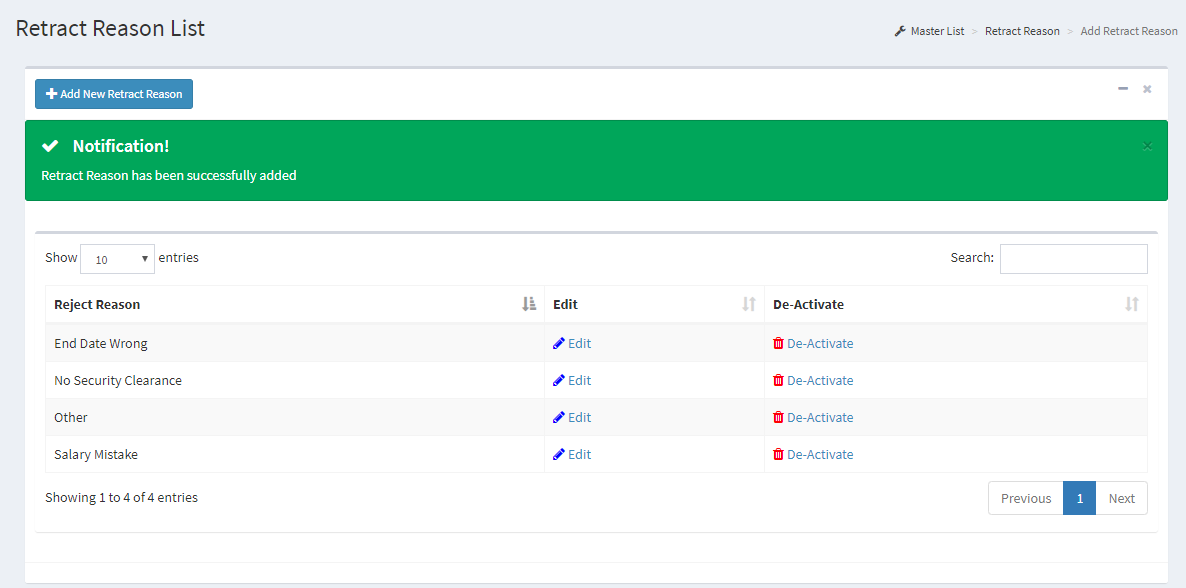 Retract Reason List
Master List > Retract Reason > Add Retract Reason
Add New Retract Reason
Notification!
Retract Reason has been successfully added
Show 10 entries
Search:
Reject Reason Edit De-Activate
End Date Wrong Edit De-Activate
No Security Clearance Edit De-Activate
Other Edit De-Activate
Salary Mistake Edit De-Activate
Showing 1 to 4 of 4 entries
Previous 1 Next